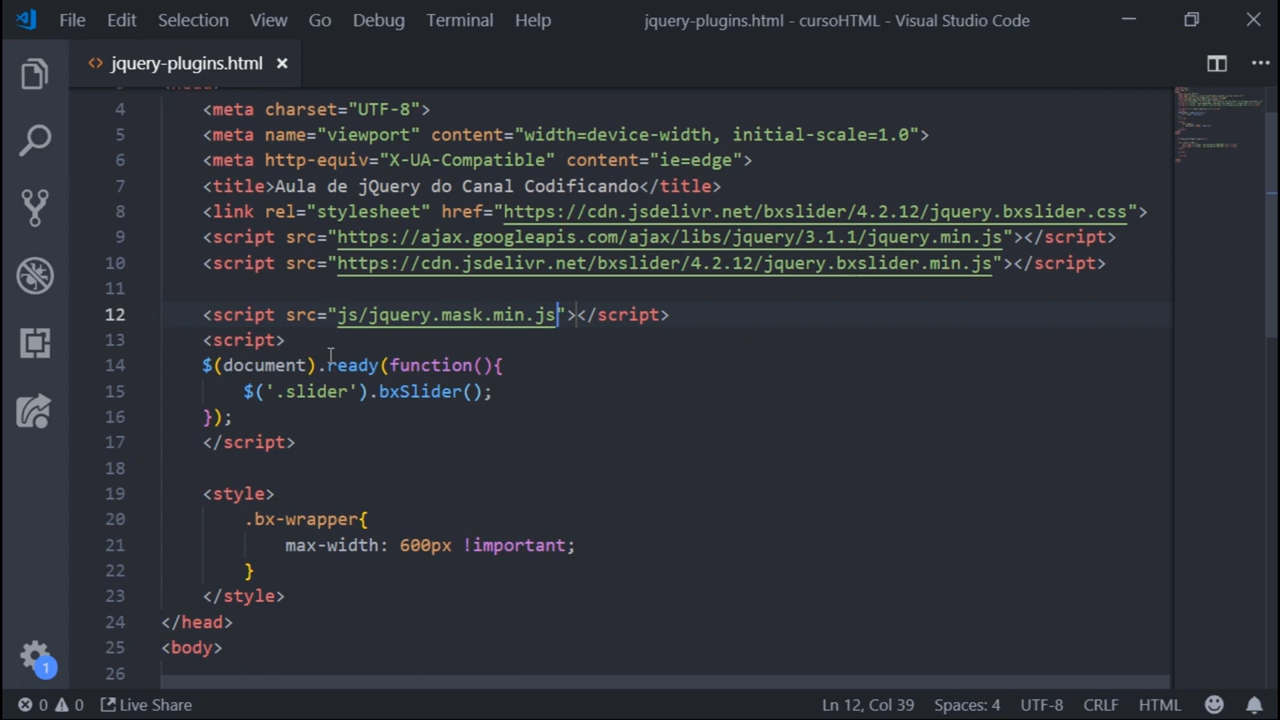 File Edit Selection View Go Debug Terminal Help jquery-plugins.html - cursoHTML - Visual Studio Code
<> jquery-plugins.html
4 <meta charset="UTF-8">
5 <meta name="viewport" content="width=device-width, initial-scale=1.0">
6 <meta http-equiv="X-UA-Compatible" content="ie=edge">
7 <title>Aula de jQuery do Canal Codificando</title>
8 <link rel="stylesheet" href="https://cdn.jsdelivr.net/bxslider/4.2.12/jquery.bxslider.css">
9 <script src="https://ajax.googleapis.com/ajax/libs/jquery/3.1.1/jquery.min.js"></script>
10 <script src="https://cdn.jsdelivr.net/bxslider/4.2.12/jquery.bxslider.min.js"></script>
11
12 <script src="js/jquery.mask.min.js"></script>
13 <script>
14 $(document).ready(function(){
15 $('.slider').bxSlider();
16 });
17 </script>
18
19 <style>
20 .bx-wrapper{
21 max-width: 600px !important;
22 }
23 </style>
24 </head>
25 <body>
26
1
0 0 Live Share Ln 12, Col 39 Spaces: 4 UTF-8 CRLF HTML